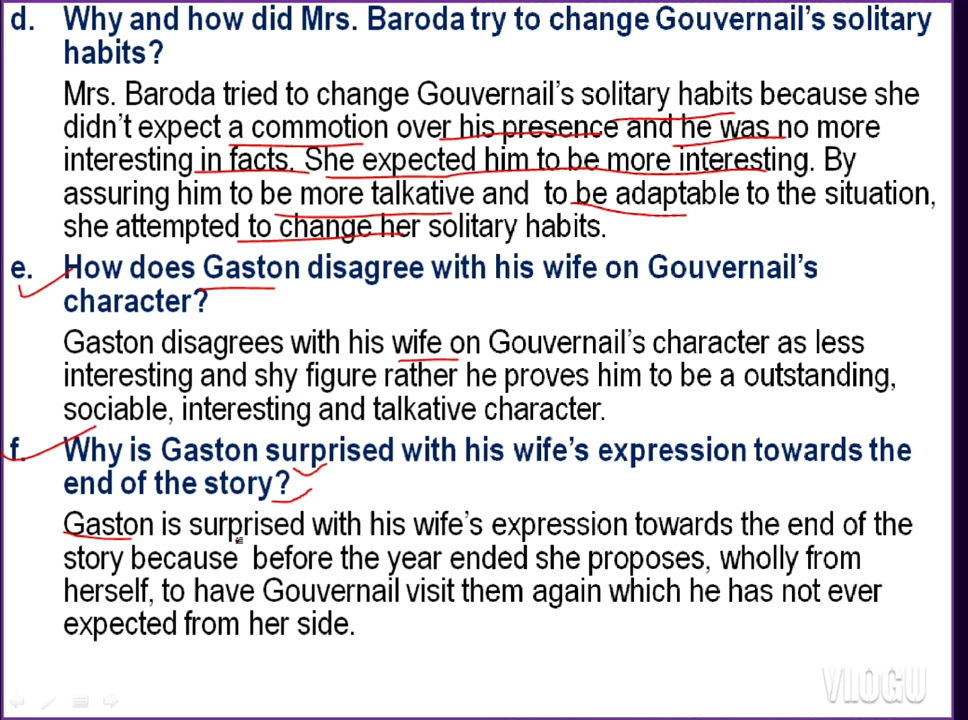 d. Why and how did Mrs. Baroda try to change Gouvernail's solitary
habits?
Mrs. Baroda tried to change Gouvernail's solitary habits because she
didn't expect a commotion over his presence and he was no more
interesting in facts. She expected him to be more interesting. By
assuring him to be more talkative and to be adaptable to the situation,
she attempted to change her solitary habits.
e. How does Gaston disagree with his wife on Gouvernail's
character?
Gaston disagrees with his wife on Gouvernail's character as less
interesting and shy figure rather he proves him to be a outstanding,
sociable, interesting and talkative character.
f. Why is Gaston surprised with his wife's expression towards the
end of the story?
Gaston is surprised with his wife's expression towards the end of the
story because before the year ended she proposes, wholly from
herself, to have Gouvernail visit them again which he has not ever
expected from her side.
VLOGU